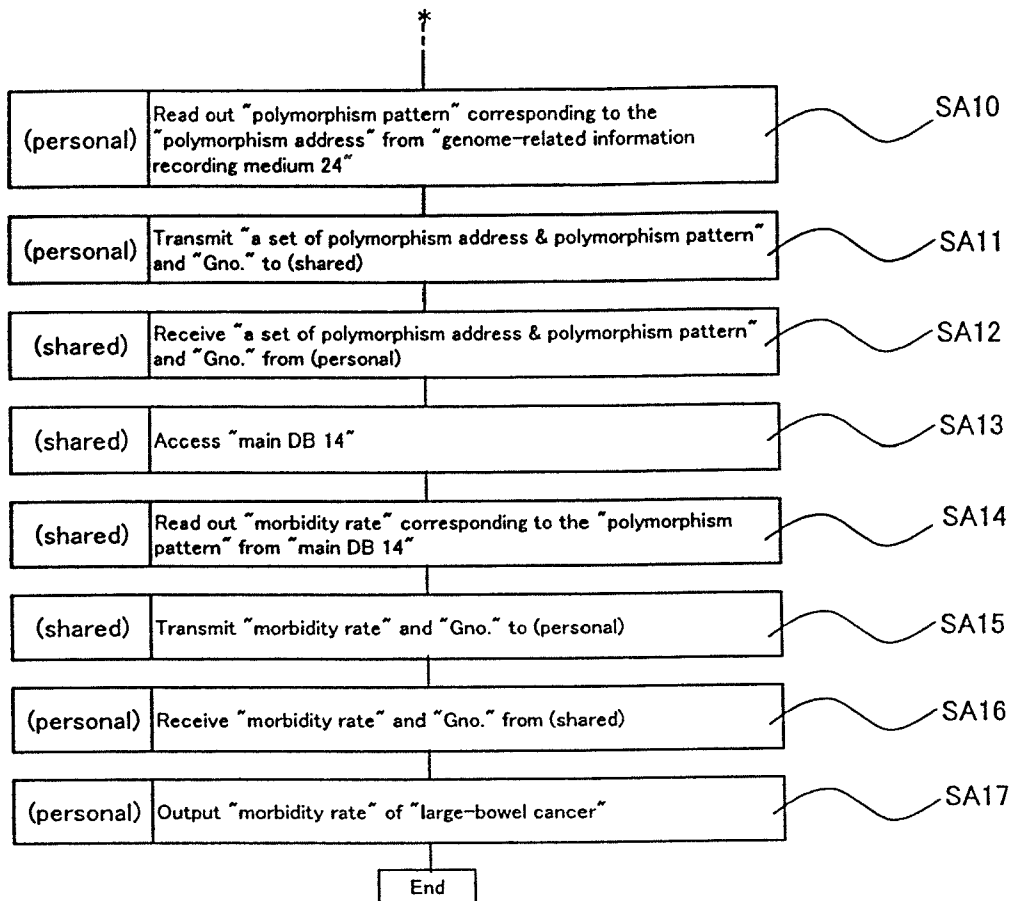 *
(personal) Read out "polymorphism pattern" corresponding to the
"polymorphism address" from "genome-related information
recording medium 24"
SA10
(personal) Transmit "a set of polymorphism address & polymorphism pattern"
and "Gno." to (shared)
SA11
(shared) Receive "a set of polymorphism address & polymorphism pattern"
and "Gno." from (personal)
SA12
(shared) Access "main DB 14"
SA13
(shared) Read out "morbidity rate" corresponding to the "polymorphism
pattern" from "main DB 14"
SA14
(shared) Transmit "morbidity rate" and "Gno." to (personal)
SA15
(personal) Receive "morbidity rate" and "Gno." from (shared)
SA16
(personal) Output "morbidity rate" of "large-bowel cancer"
SA17
End